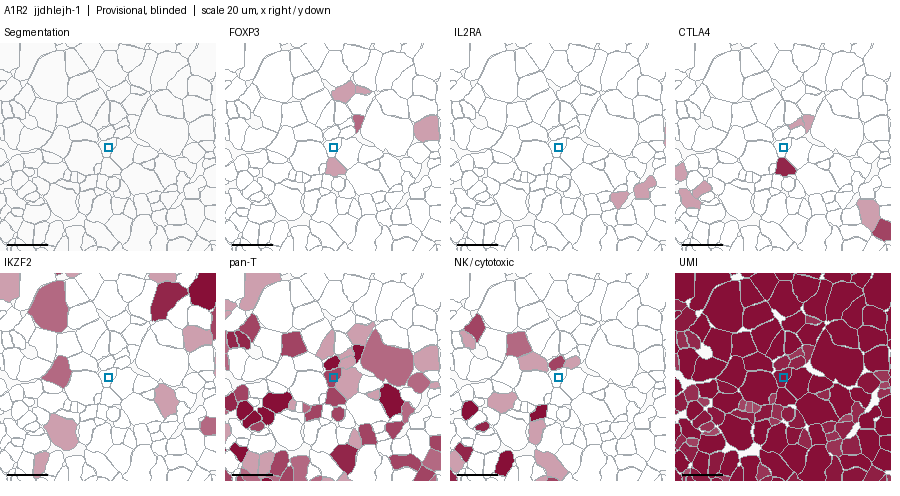 A1R2 jjdhlejh-1 | Provisional, blinded | scale 20 um, x right / y down
Segmentation FOXP3 IL2RA CTLA4
IKZF2 pan-T NK / cytotoxic UMI